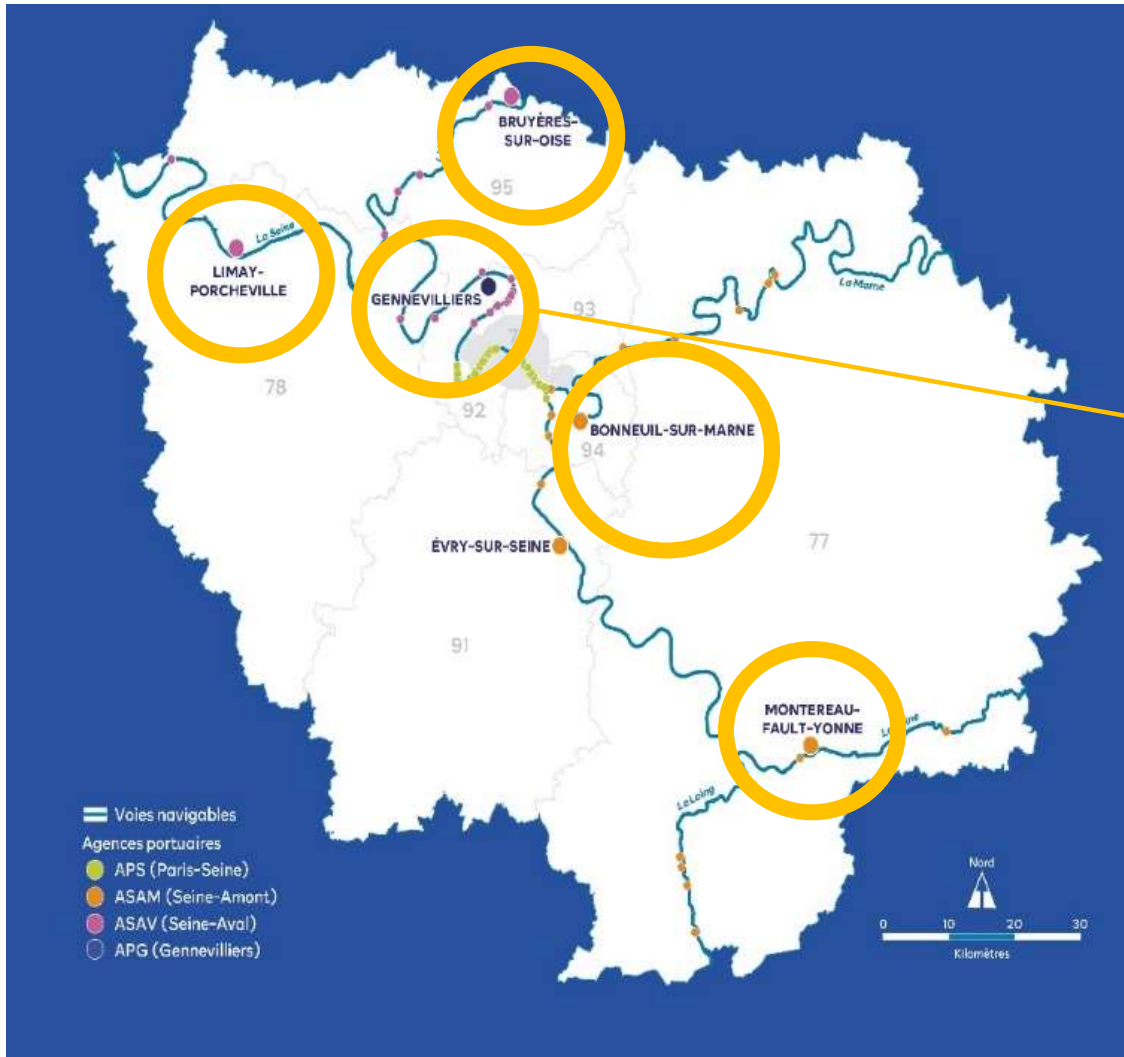 BRUYÈRES-
SUR-OISE
95
La Seine
LIMAY-
PORCHEVILLE
GENNEVILLIERS
93
La Marne
78
92
BONNEUIL-SUR-MARNE
94
ÉVRY-SUR-SEINE
77
91
MONTEREAU-
FAULT-YONNE
Le Loing
Voies navigables
Agences portuaires
APS (Paris-Seine)
ASAM (Seine-Amont)
ASAV (Seine-Aval)
APG (Gennevilliers)
Nord
0 10 20 30
Kilomètres